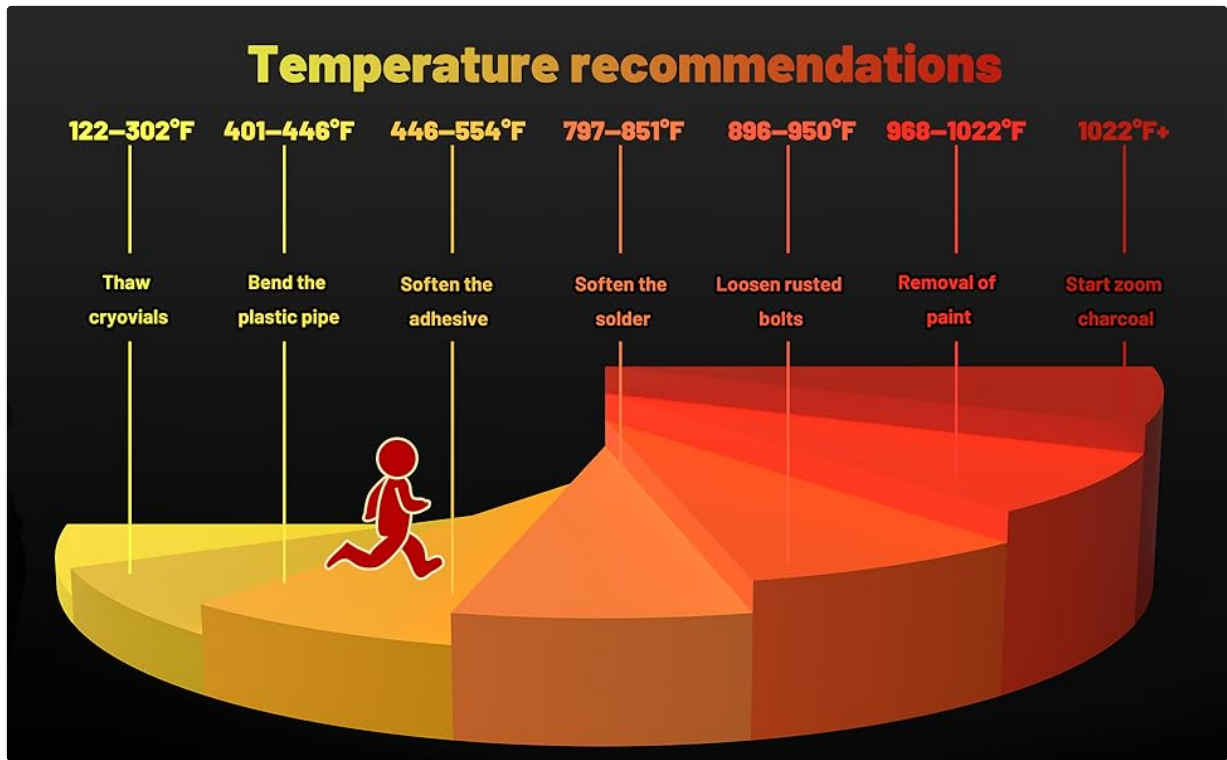 Temperature recommendations
122–302°F
401–446°F
446–554°F
797–851°F
896–950°F
968–1022°F
1022°F+
Thaw
cryovials
Bend the
plastic pipe
Soften the
adhesive
Soften the
solder
Loosen rusted
bolts
Removal of
paint
Start zoom
charcoal